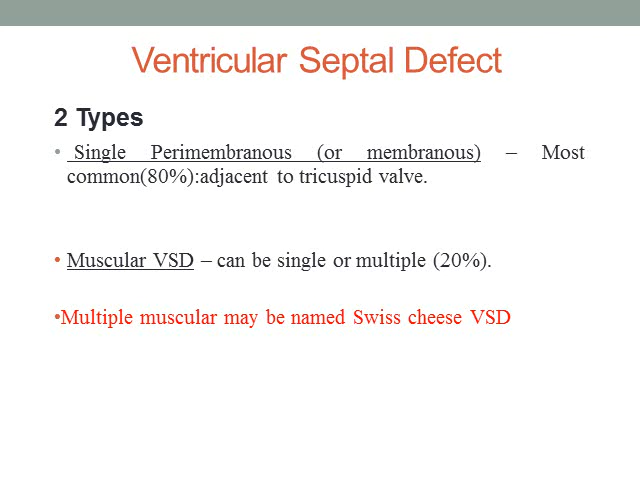 Ventricular Septal Defect
2 Types
• Single Perimembranous (or membranous) – Most
common(80%):adjacent to tricuspid valve.
• Muscular VSD – can be single or multiple (20%).
•Multiple muscular may be named Swiss cheese VSD